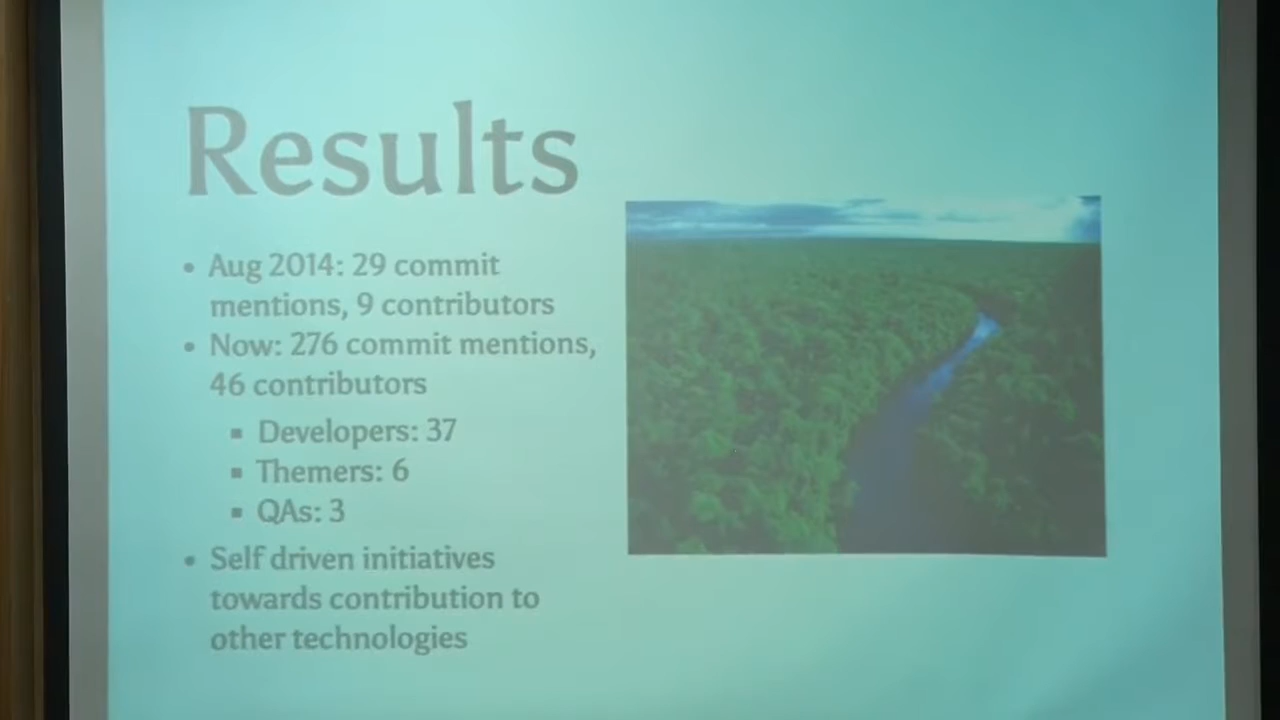 Results
• Aug 2014: 29 commit
mentions, 9 contributors
• Now: 276 commit mentions,
46 contributors
▪ Developers: 37
▪ Themers: 6
▪ QAs: 3
• Self driven initiatives
towards contribution to
other technologies